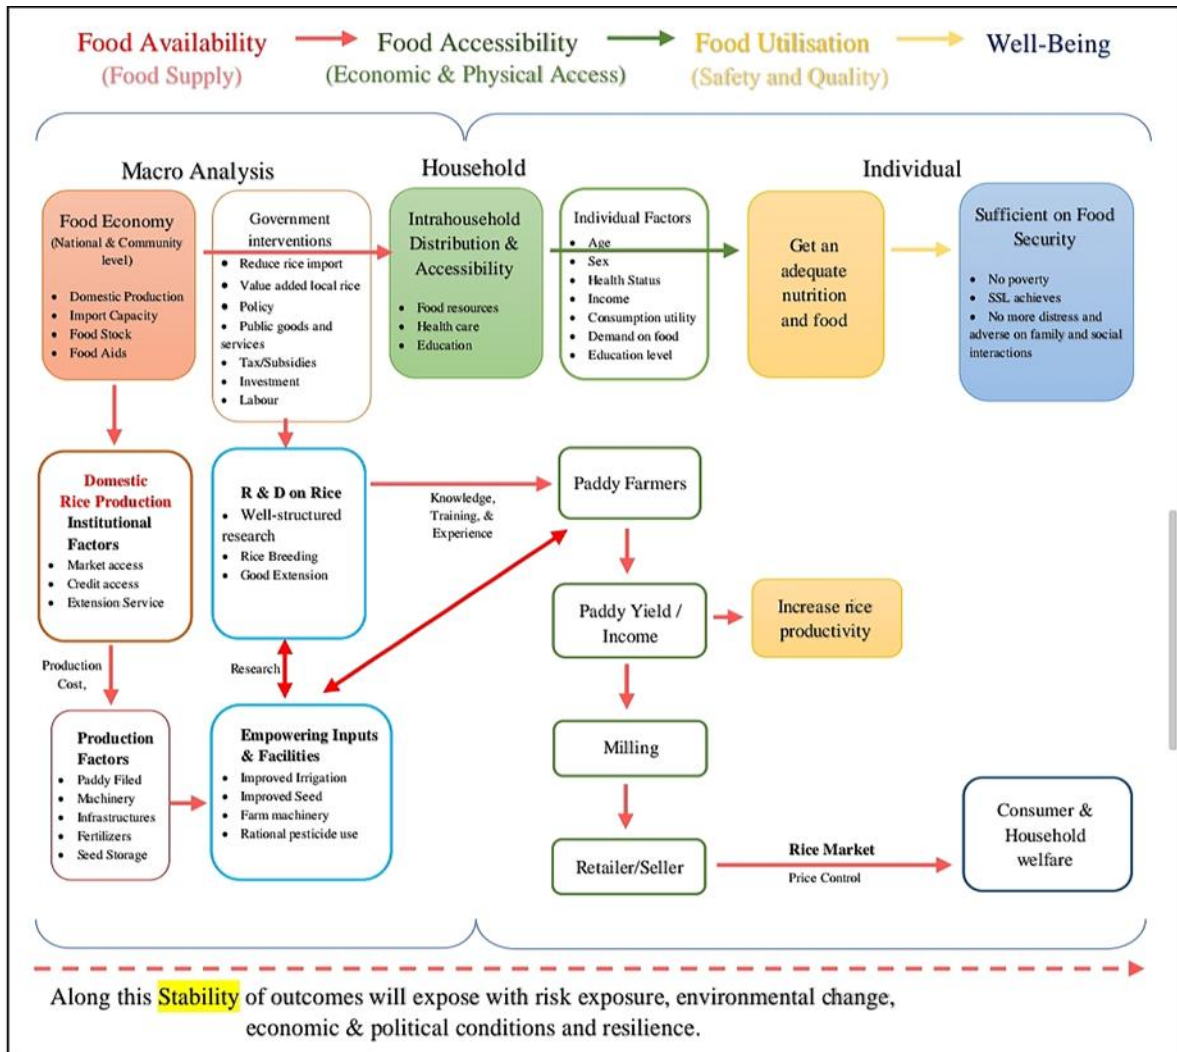 Food Availability
(Food Supply)
Food Accessibility
(Economic & Physical Access)
Food Utilisation
(Safety and Quality)
Well-Being
Macro Analysis
Household
Individual
Food Economy
(National & Community
level)
• Domestic Production
• Import Capacity
• Food Stock
• Food Aids
Government
interventions
• Reduce rice import
• Value added local rice
• Policy
• Public goods and
services
• Tax/Subsidies
• Investment
• Labour
Intrahousehold
Distribution &
Accessibility
• Food resources
• Health care
• Education
Individual Factors
• Age
• Sex
• Health Status
• Income
• Consumption utility
• Demand on food
• Education level
Get an
adequate
nutrition
and food
Sufficient on Food
Security
• No poverty
• SSL achieves
• No more distress and
adverse on family and social
interactions
Domestic
Rice Production
Institutional
Factors
• Market access
• Credit access
• Extension Service
R & D on Rice
• Well-structured
research
• Rice Breeding
• Good Extension
Knowledge,
Training, &
Experience
Paddy Farmers
Paddy Yield /
Income
Increase rice
productivity
Production
Cost,
Research
Production
Factors
• Paddy Filed
• Machinery
• Infrastructures
• Fertilizers
• Seed Storage
Empowering Inputs
& Facilities
• Improved Irrigation
• Improved Seed
• Farm machinery
• Rational pesticide use
Milling
Retailer/Seller
Rice Market
Price Control
Consumer &
Household
welfare
Along this Stability of outcomes will expose with risk exposure, environmental change,
economic & political conditions and resilience.